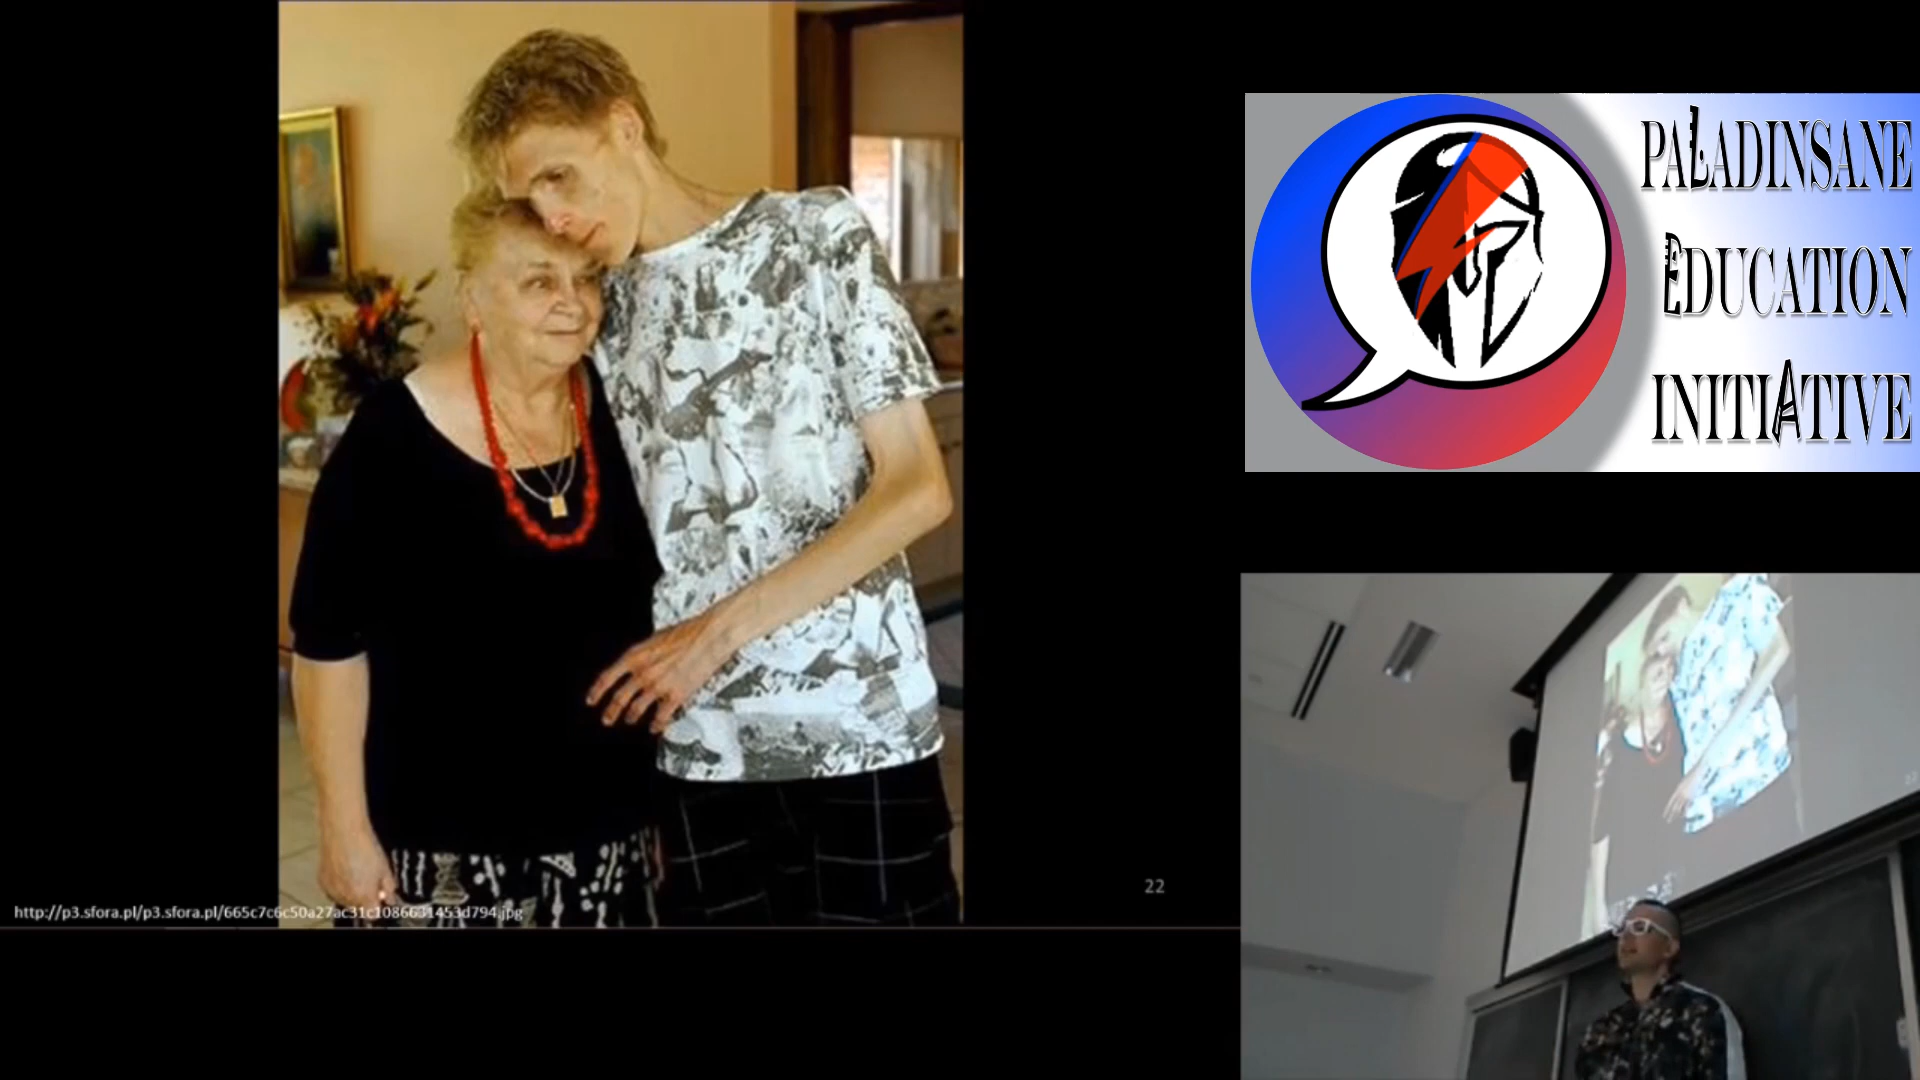 PALADINSANE
EDUCATION
INITIATIVE
22
http://p3.sfora.pl/p3.sfora.pl/665c7c6c50a27ac31c1086631453d794.jpg